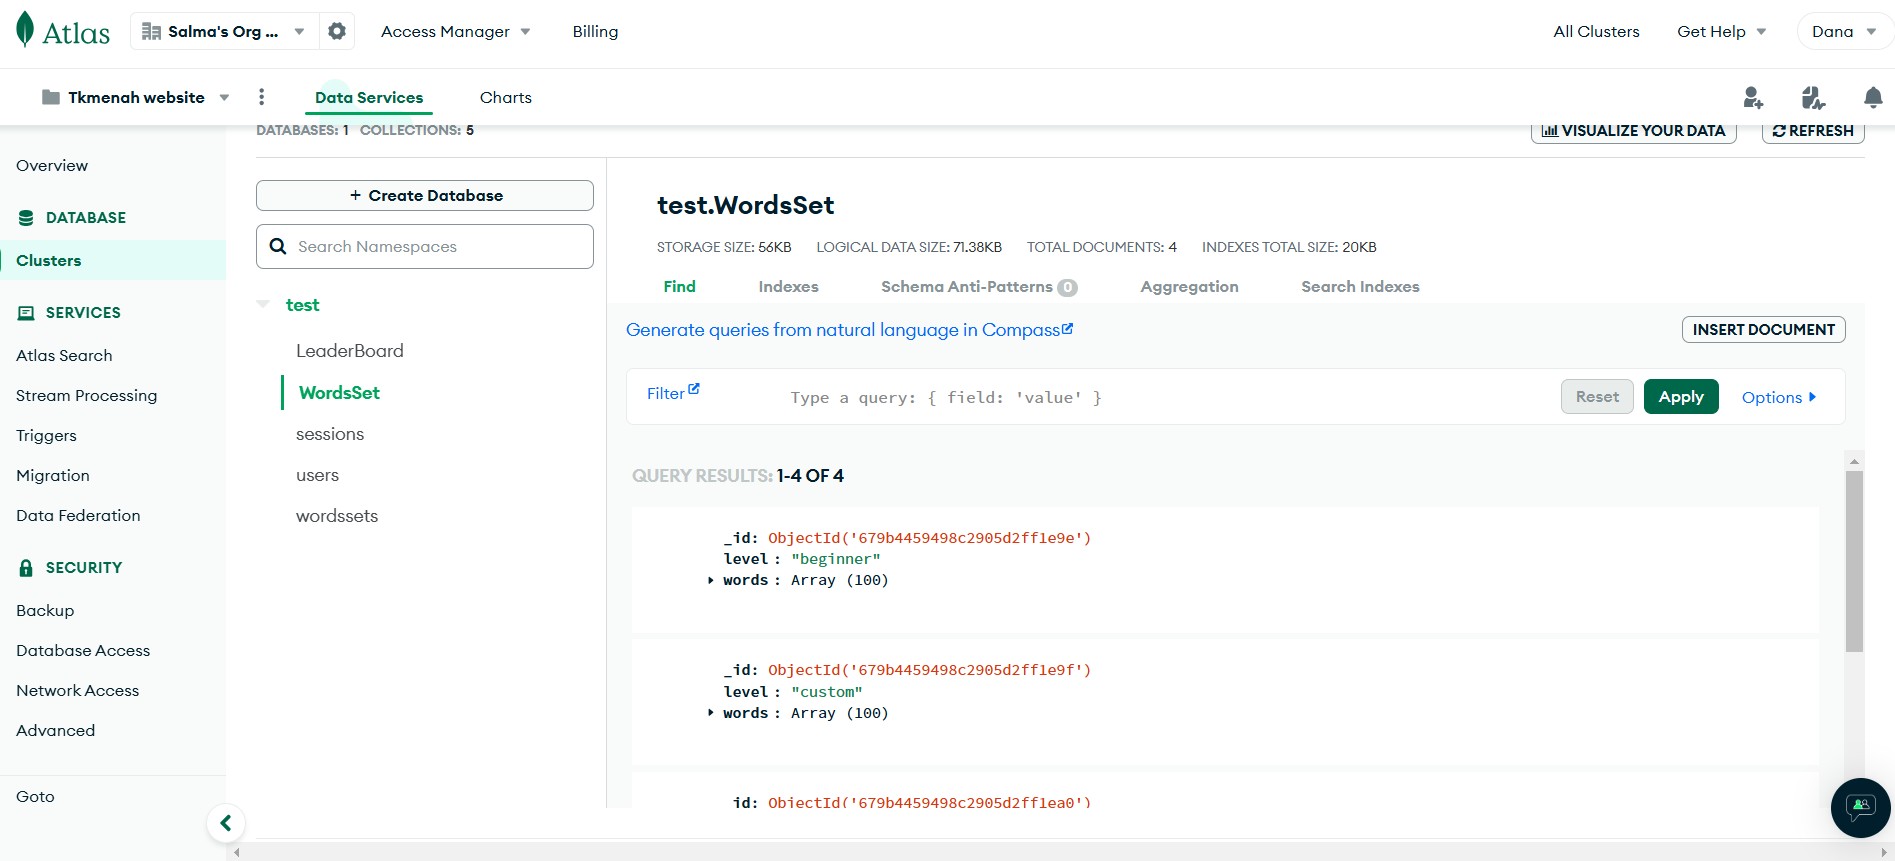 Atlas
Salma's Org ...
Access Manager
Billing
All Clusters
Get Help
Dana
Tkmenah website
Data Services
Charts
DATABASES: 1 COLLECTIONS: 5
VISUALIZE YOUR DATA
REFRESH
Overview
DATABASE
Clusters
SERVICES
Atlas Search
Stream Processing
Triggers
Migration
Data Federation
SECURITY
Backup
Database Access
Network Access
Advanced
Goto
+ Create Database
Search Namespaces
test
LeaderBoard
WordsSet
sessions
users
wordssets
test.WordsSet
STORAGE SIZE: 56KB LOGICAL DATA SIZE: 71.38KB TOTAL DOCUMENTS: 4 INDEXES TOTAL SIZE: 20KB
Find
Indexes
Schema Anti-Patterns 0
Aggregation
Search Indexes
Generate queries from natural language in Compass
INSERT DOCUMENT
Filter
Type a query: { field: 'value' }
Reset
Apply
Options
QUERY RESULTS: 1-4 OF 4
_id: ObjectId('679b4459498c2905d2ff1e9e')
level : "beginner"
words : Array (100)
_id: ObjectId('679b4459498c2905d2ff1e9f')
level : "custom"
words : Array (100)
_id: ObjectId('679b4459498c2905d2ff1ea0')